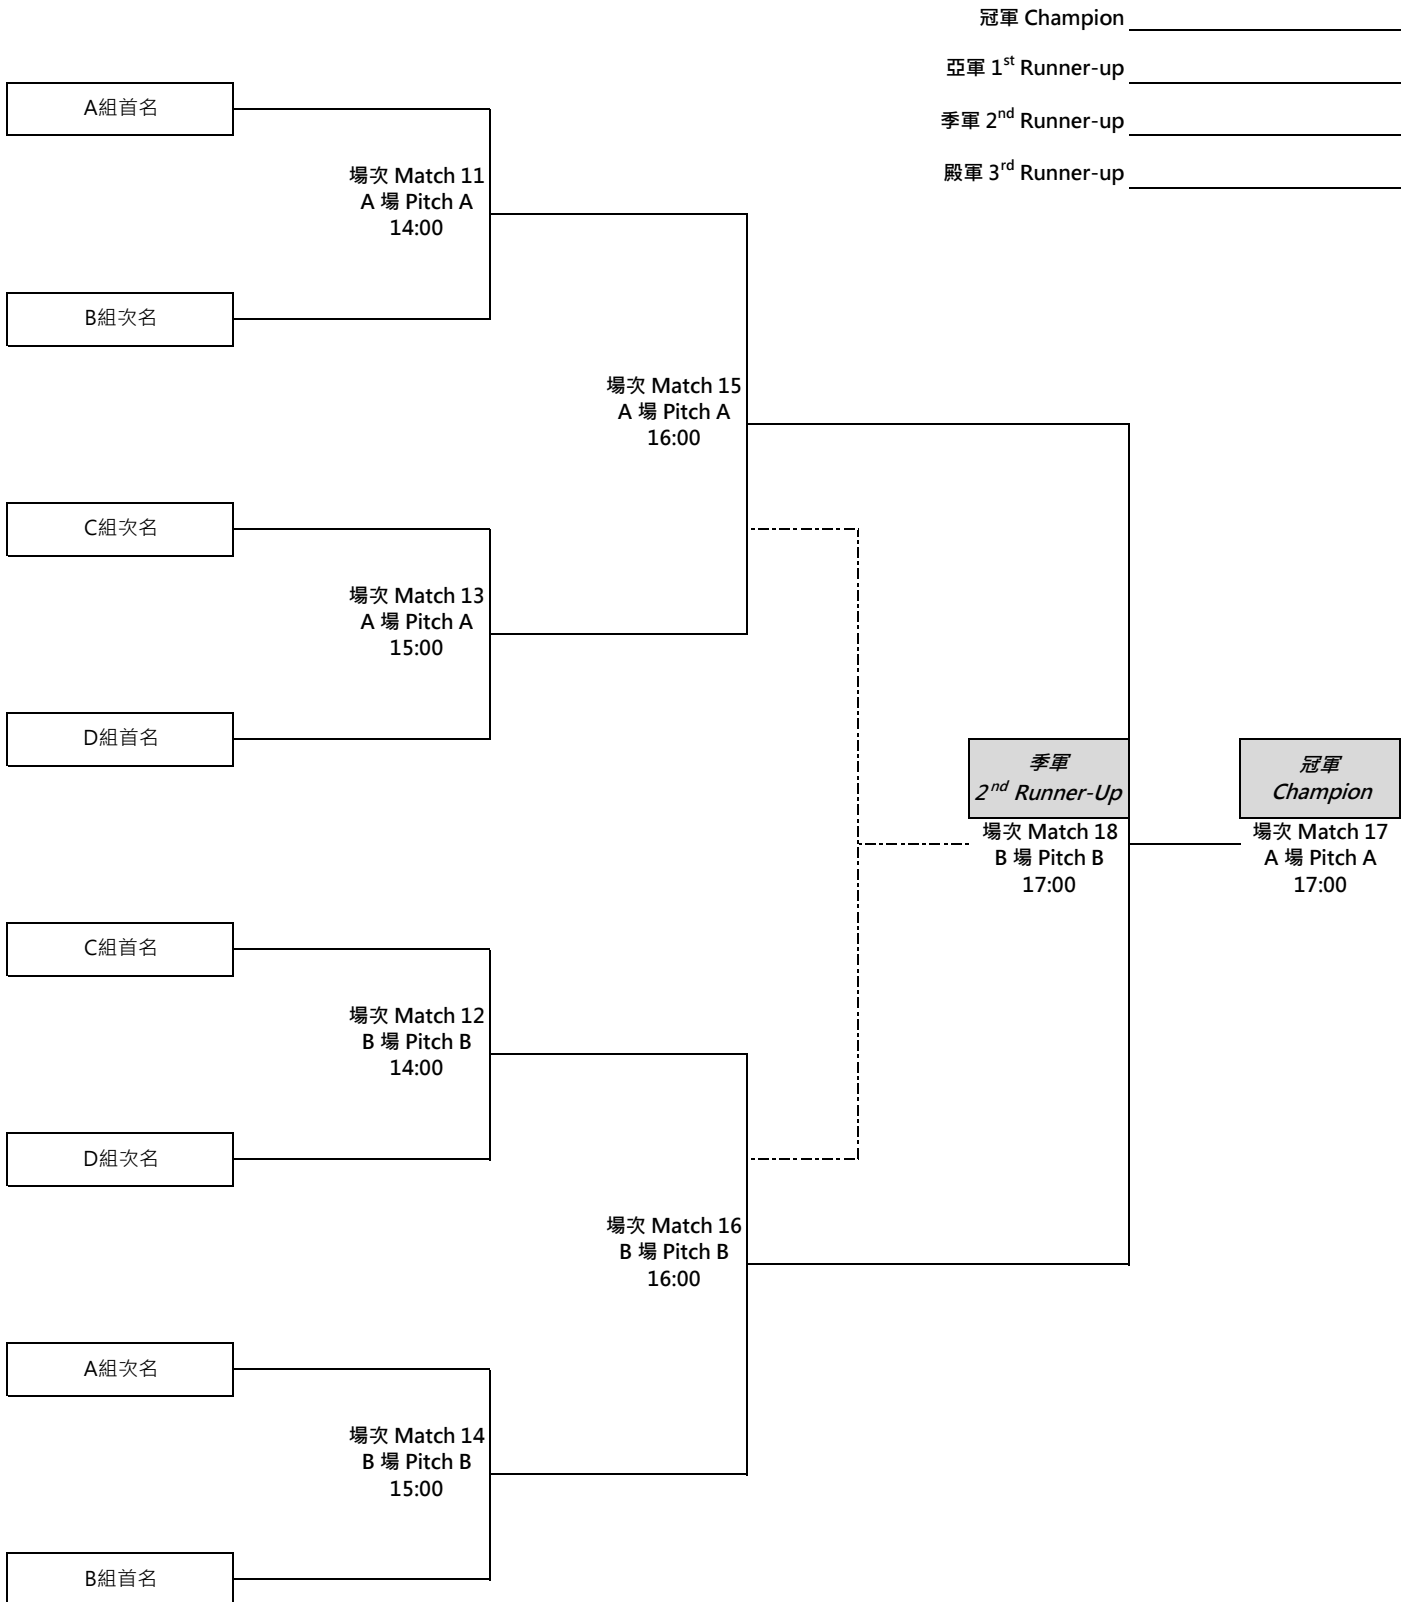 冠軍 Champion
亞軍 1st Runner-up
季軍 2nd Runner-up
殿軍 3rd Runner-up
A組首名
場次 Match 11
A 場 Pitch A
14:00
B組次名
場次 Match 15
A 場 Pitch A
16:00
C組次名
場次 Match 13
A 場 Pitch A
15:00
D組首名
季軍
2nd Runner-Up
場次 Match 18
B 場 Pitch B
17:00
冠軍
Champion
場次 Match 17
A 場 Pitch A
17:00
C組首名
場次 Match 12
B 場 Pitch B
14:00
D組次名
場次 Match 16
B 場 Pitch B
16:00
A組次名
場次 Match 14
B 場 Pitch B
15:00
B組首名